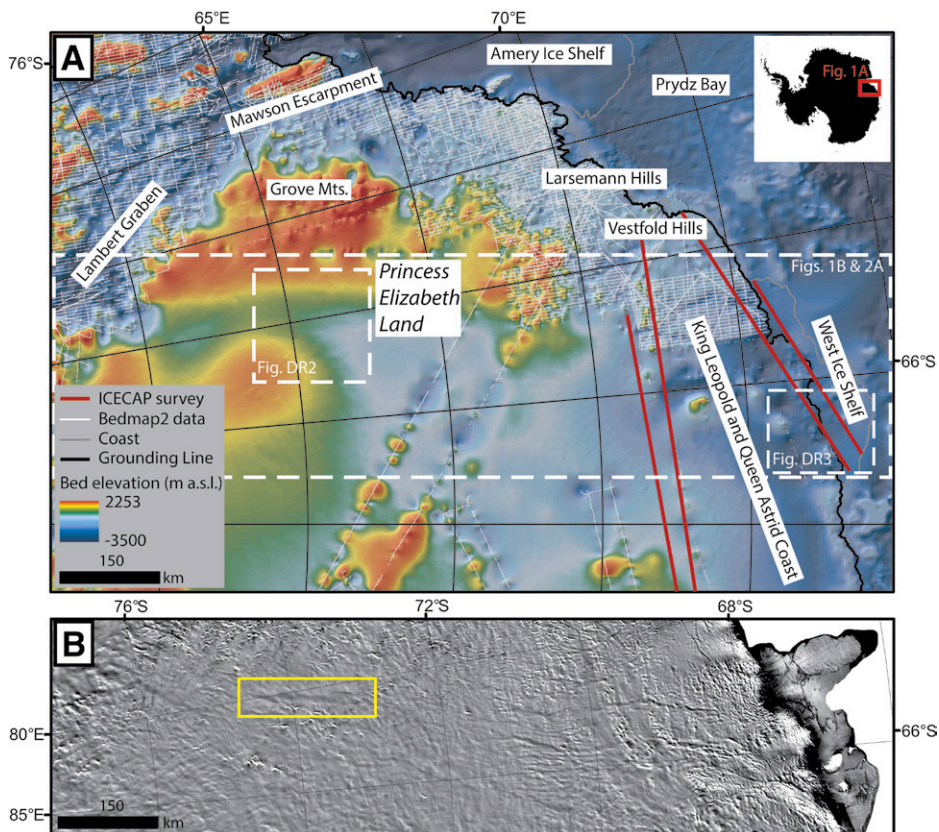 65°E
70°E
A
76°S
Amery Ice Shelf
Prydz Bay
Fig. 1A
Mawson Escarpment
Larsemann Hills
Grove Mts.
Vestfold Hills
Lambert Graben
Figs. 1B & 2A
Princess
Elizabeth
Land
66°S
West Ice Shelf
King Leopold and Queen Astrid Coast
Fig. DR2
Fig. DR3
ICECAP survey
Bedmap2 data
Coast
Grounding Line
Bed elevation (m a.s.l.)
2253
-3500
150
km
76°S
72°S
68°S
B
80°E
66°S
150
km
85°E